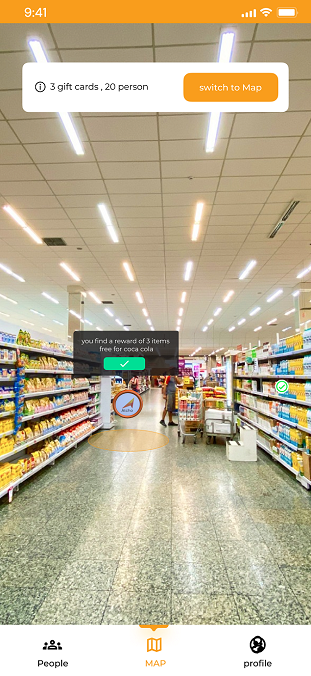 9:41
3 gift cards , 20 person
switch to Map
you find a reward of 3 items
free for coca cola
People
MAP
profile